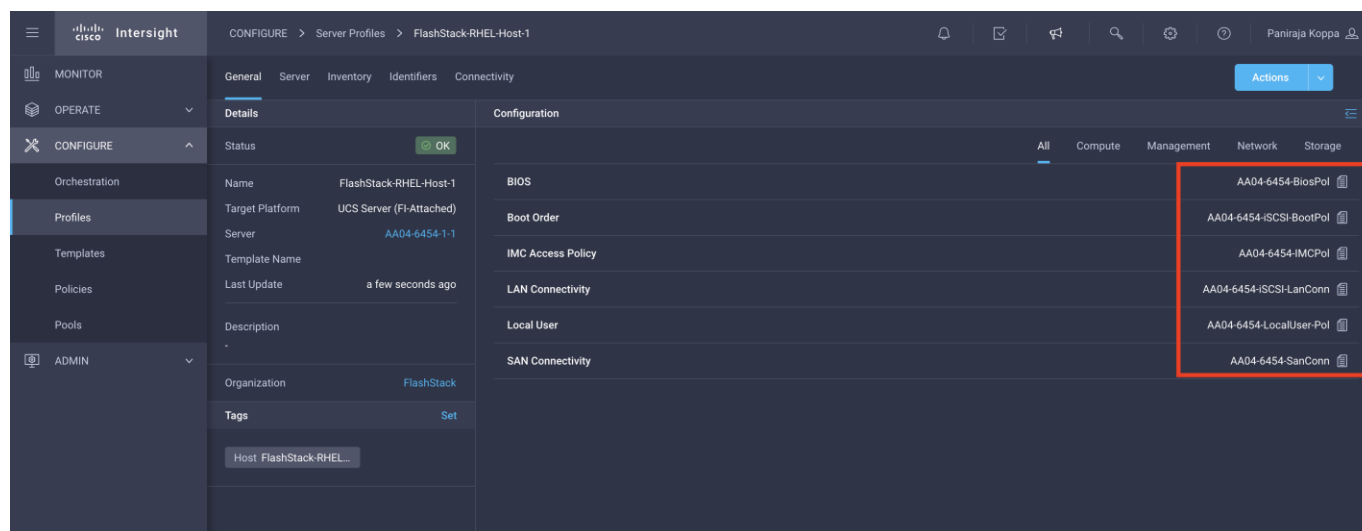 cisco Intersight
CONFIGURE > Server Profiles > FlashStack-RHEL-Host-1
Paniraja Koppa
MONITOR
OPERATE
CONFIGURE
Orchestration
Profiles
Templates
Policies
Pools
ADMIN
General Server Inventory Identifiers Connectivity
Actions
Details
Status OK
Name FlashStack-RHEL-Host-1
Target Platform UCS Server (FI-Attached)
Server AA04-6454-1-1
Template Name
Last Update a few seconds ago
Description
-
Organization FlashStack
Tags Set
Host FlashStack-RHEL...
Configuration
All Compute Management Network Storage
BIOS AA04-6454-BiosPol
Boot Order AA04-6454-iSCSI-BootPol
IMC Access Policy AA04-6454-IMCPol
LAN Connectivity AA04-6454-iSCSI-LanConn
Local User AA04-6454-LocalUser-Pol
SAN Connectivity AA04-6454-SanConn